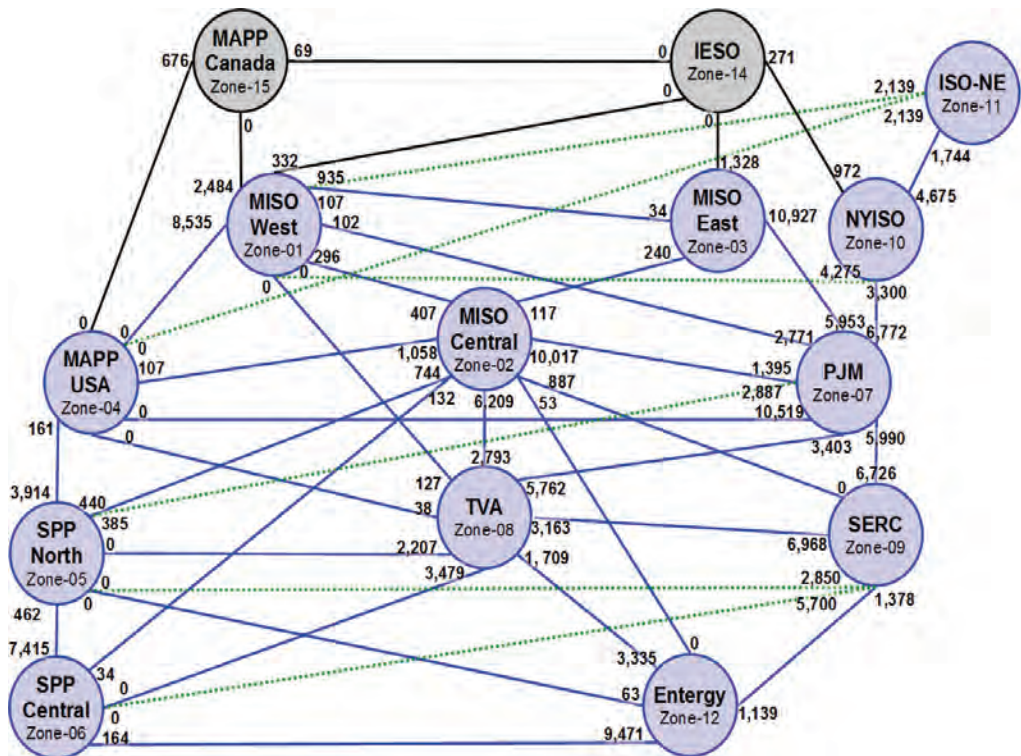 MAPP
Canada
Zone-15
676
69
0
0
IESO
Zone-14
271
0
0
ISO-NE
Zone-11
2,139
2,139
1,744
332
935
2,484
107
8,535
102
MISO
West
Zone-01
296
0
0
1,328
MISO
East
Zone-03
34
10,927
240
972
4,675
NYISO
Zone-10
4,275
3,300
407
117
MISO
Central
Zone-02
1,058
10,017
744
887
132
6,209
53
0
0
0
107
MAPP
USA
Zone-04
0
161
0
5,953
6,772
2,771
1,395
PJM
Zone-07
2,887
10,519
3,403
5,990
3,914
440
385
SPP
North
Zone-05
0
0
0
462
2,793
127
5,762
38
TVA
Zone-08
3,163
2,207
1,709
3,479
6,726
0
SERC
Zone-09
6,968
2,850
5,700
1,378
7,415
34
0
SPP
Central
Zone-06
0
164
0
3,335
63
Entergy
Zone-12
1,139
9,471